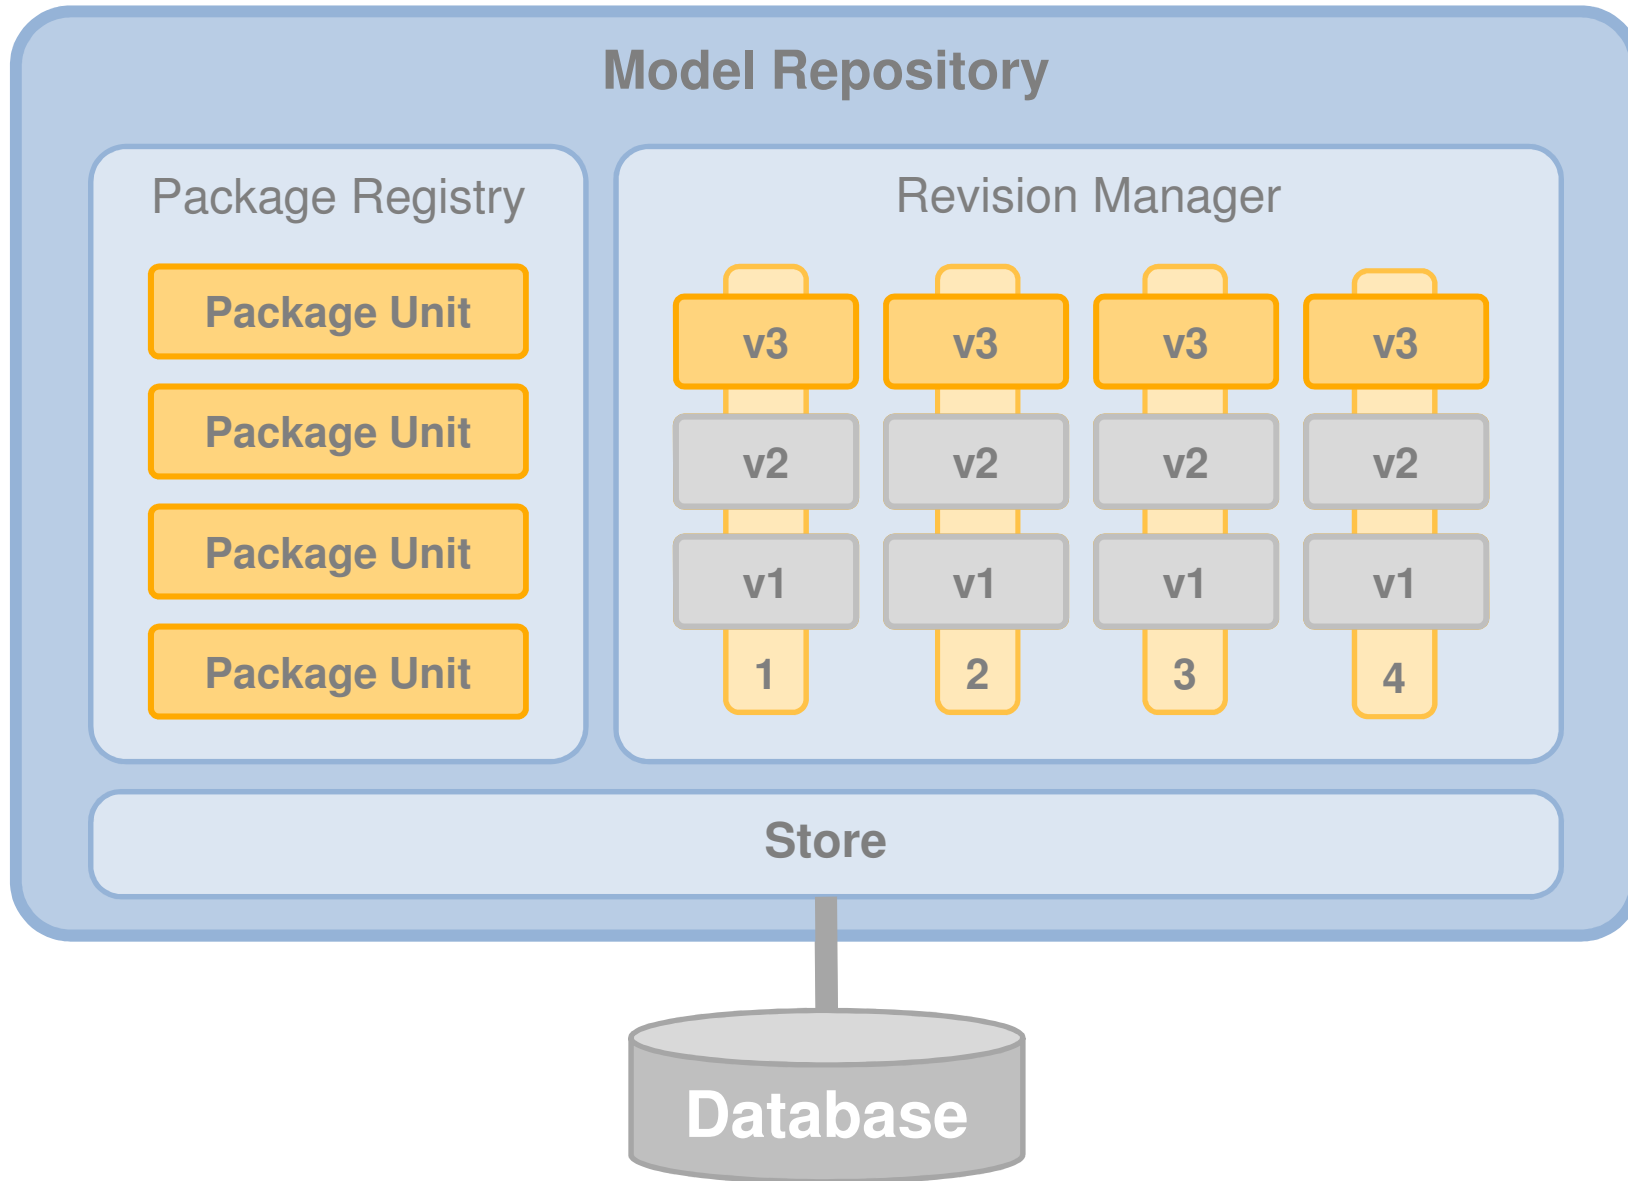 Model Repository
Package Registry
Package Unit
Package Unit
Package Unit
Package Unit
Revision Manager
v3 v3 v3 v3
v2 v2 v2 v2
v1 v1 v1 v1
1 2 3 4
Store
Database